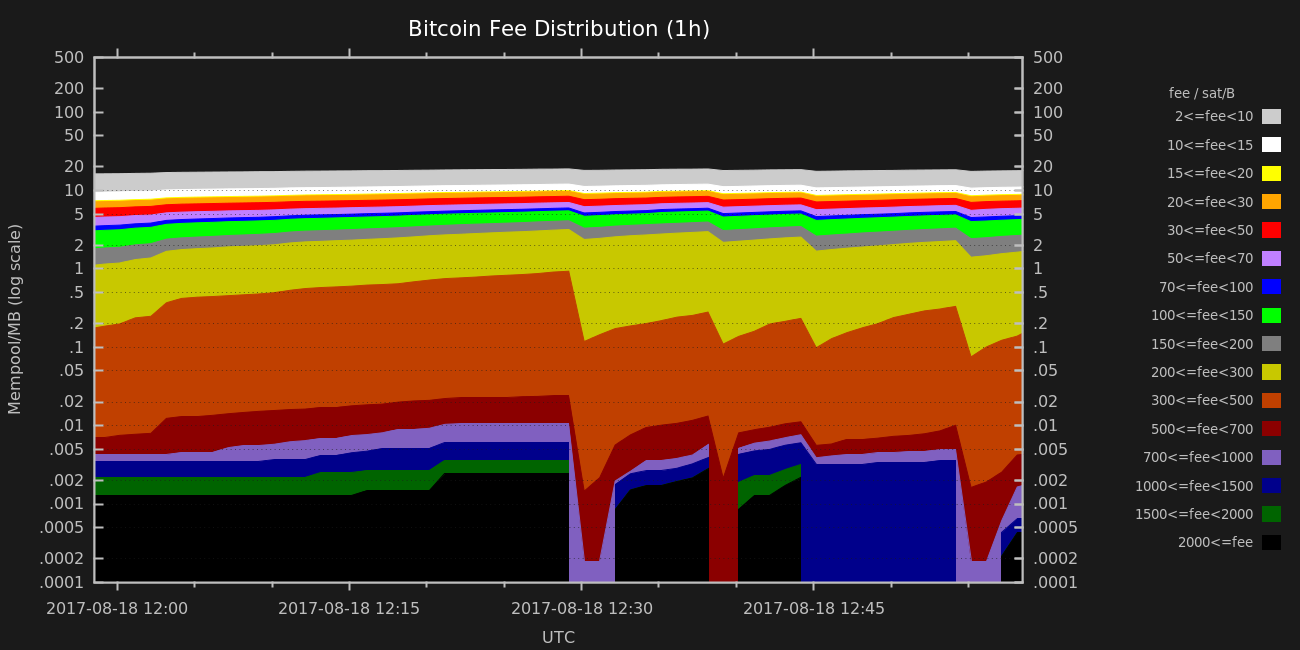 Bitcoin Fee Distribution (1h)
Mempool/MB (log scale)
500
200
100
50
20
10
5
2
1
.5
.2
.1
.05
.02
.01
.005
.002
.001
.0005
.0002
.0001
500
200
100
50
20
10
5
2
1
.5
.2
.1
.05
.02
.01
.005
.002
.001
.0005
.0002
.0001
fee / sat/B
2<=fee<10
10<=fee<15
15<=fee<20
20<=fee<30
30<=fee<50
50<=fee<70
70<=fee<100
100<=fee<150
150<=fee<200
200<=fee<300
300<=fee<500
500<=fee<700
700<=fee<1000
1000<=fee<1500
1500<=fee<2000
2000<=fee
2017-08-18 12:00
2017-08-18 12:15
2017-08-18 12:30
2017-08-18 12:45
UTC